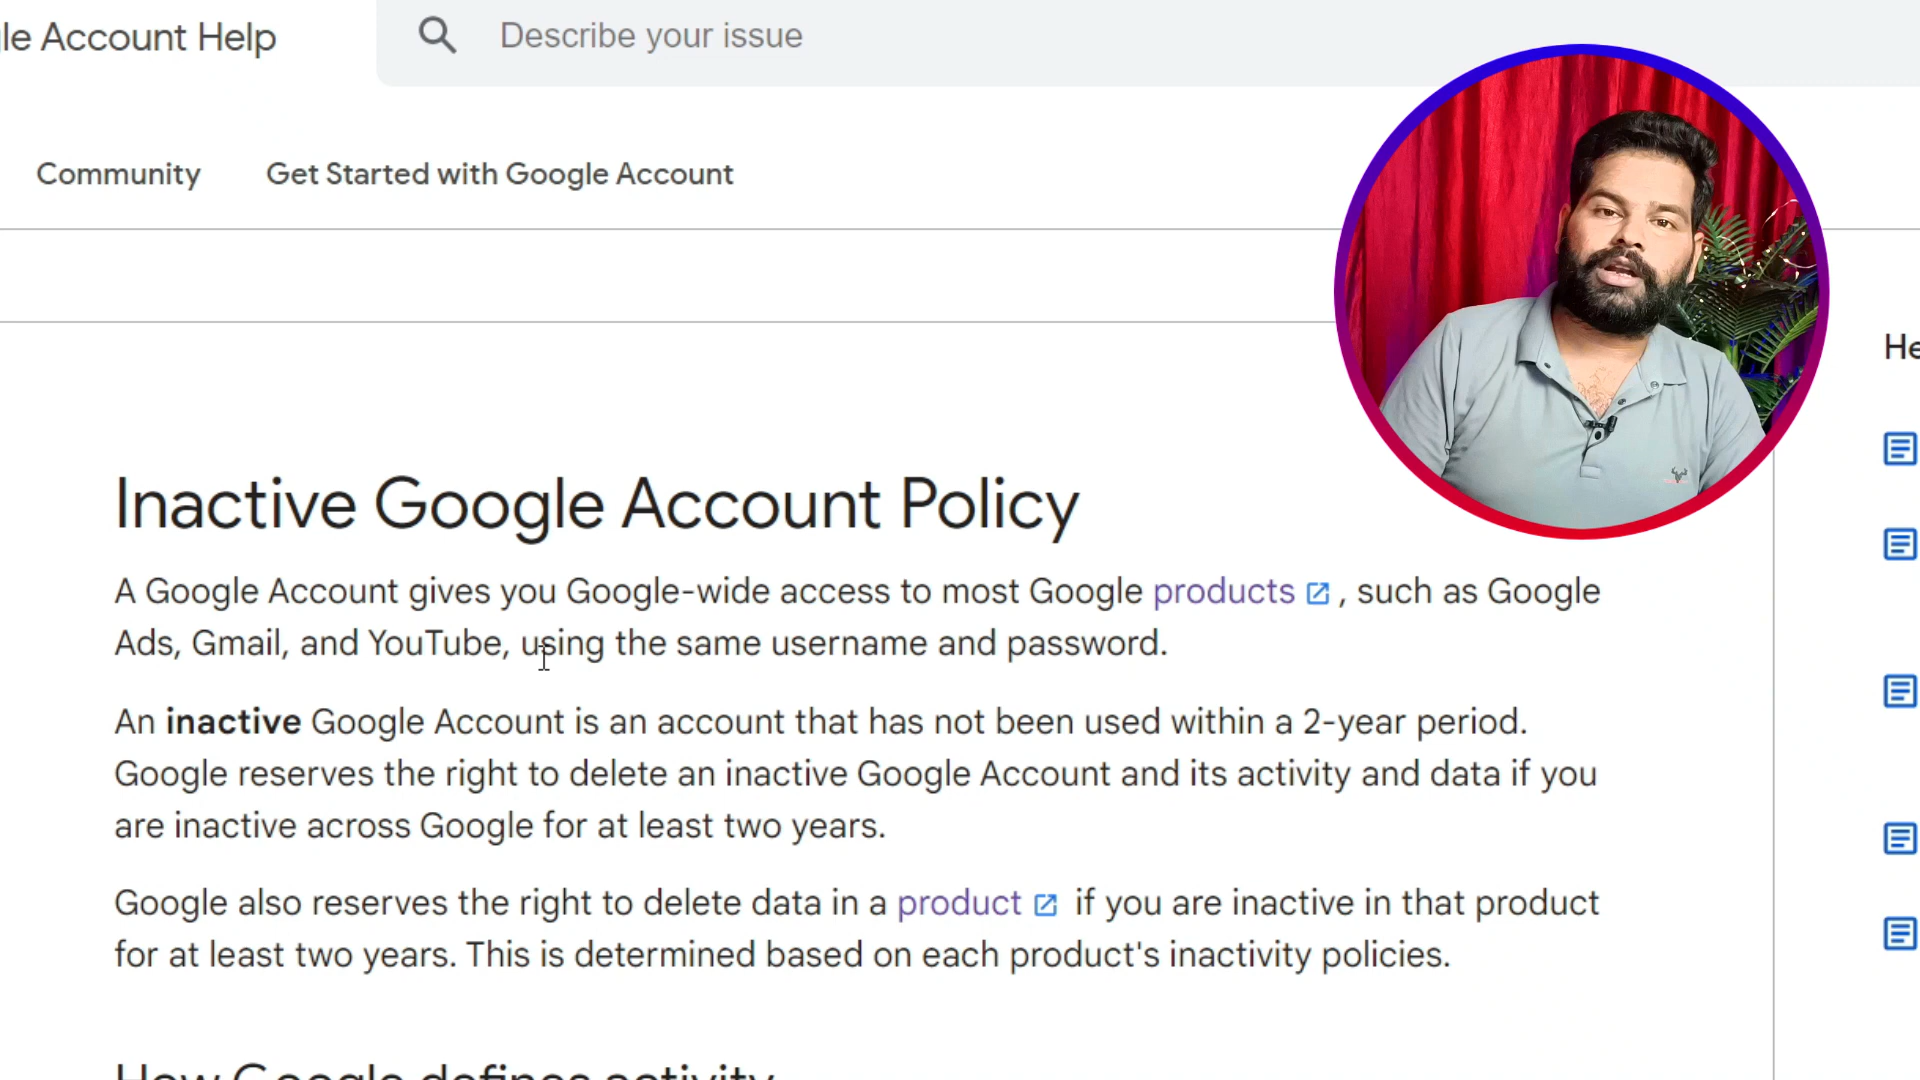 le Account Help
Describe your issue
Community
Get Started with Google Account
He
Inactive Google Account Policy
A Google Account gives you Google-wide access to most Google products , such as Google
Ads, Gmail, and YouTube, using the same username and password.
An inactive Google Account is an account that has not been used within a 2-year period.
Google reserves the right to delete an inactive Google Account and its activity and data if you
are inactive across Google for at least two years.
Google also reserves the right to delete data in a product if you are inactive in that product
for at least two years. This is determined based on each product's inactivity policies.
How Google defines activity